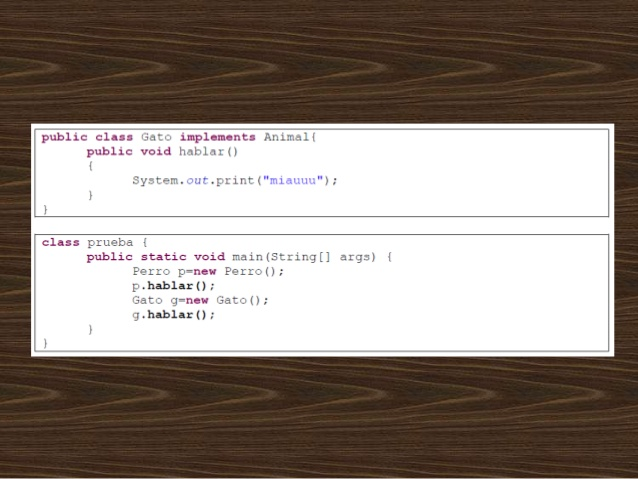 public class Gato implements Animal{
public void hablar()
{
System.out.print("miauuu");
}
}
class prueba {
public static void main(String[] args) {
Perro p=new Perro();
p.hablar();
Gato g=new Gato();
g.hablar();
}
}